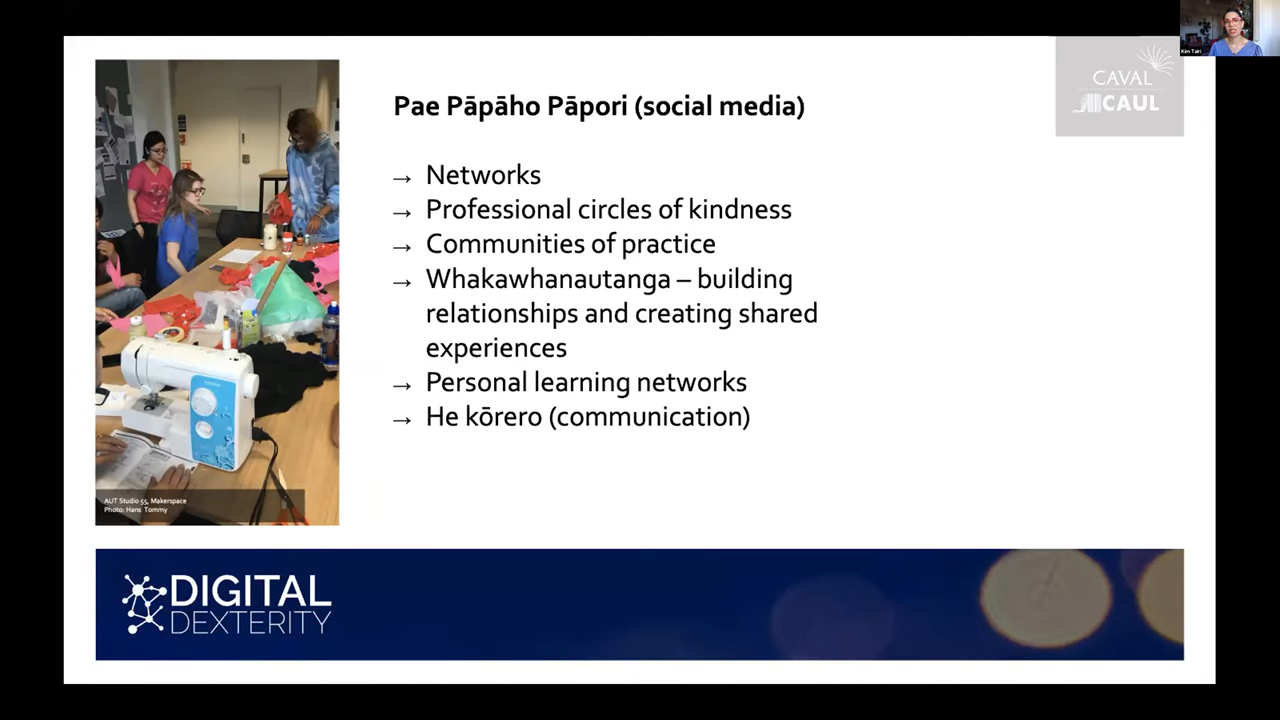 Kim Tairi
CAVAL
CAUL
Pae Pāpāho Pāpori (social media)
→ Networks
→ Professional circles of kindness
→ Communities of practice
→ Whakawhanautanga – building
relationships and creating shared
experiences
→ Personal learning networks
→ He kōrero (communication)
AUT Studio 55, Makerspace
Photo: Hans Tommy
DIGITAL
DEXTERITY